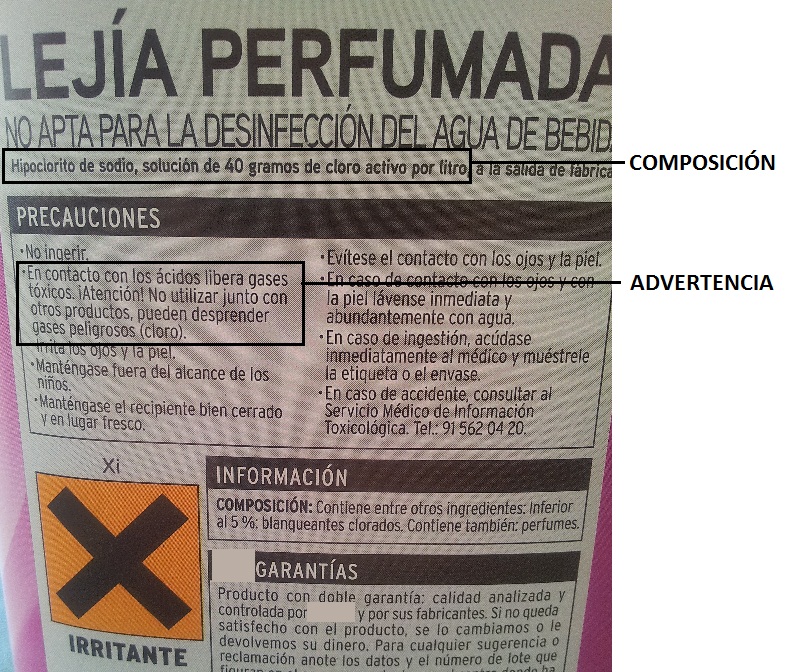 LEJÍA PERFUMADA
NO APTA PARA LA DESINFECCIÓN DEL AGUA DE BEBID
Hipoclorito de sodio, solución de 40 gramos de cloro activo por litro, a la salida de fábrica
COMPOSICIÓN
PRECAUCIONES
·No ingerir.
·En contacto con los ácidos libera gases
tóxicos. ¡Atención! No utilizar junto con
otros productos, pueden desprender
gases peligrosos (cloro).
·Irrita los ojos y la piel.
·Manténgase fuera del alcance de los
niños.
·Manténgase el recipiente bien cerrado
y en lugar fresco.
·Evítese el contacto con los ojos y la piel.
·En caso de contacto con los ojos y con
la piel lávense inmediata y
abundantemente con agua.
·En caso de ingestión, acúdase
inmediatamente al médico y muéstrele
la etiqueta o el envase.
·En caso de accidente, consultar al
Servicio Médico de Información
Toxicológica. Tel.: 91 562 04 20.
ADVERTENCIA
Xi
IRRITANTE
INFORMACIÓN
COMPOSICIÓN: Contiene entre otros ingredientes: Inferior
al 5 %: blanqueantes clorados. Contiene también: perfumes.
GARANTÍAS
Producto con doble garantía: calidad analizada y
controlada por y por sus fabricantes. Si no queda
satisfecho con el producto, se lo cambiamos o le
devolvemos su dinero. Para cualquier sugerencia o
reclamación anote los datos y el número de lote que